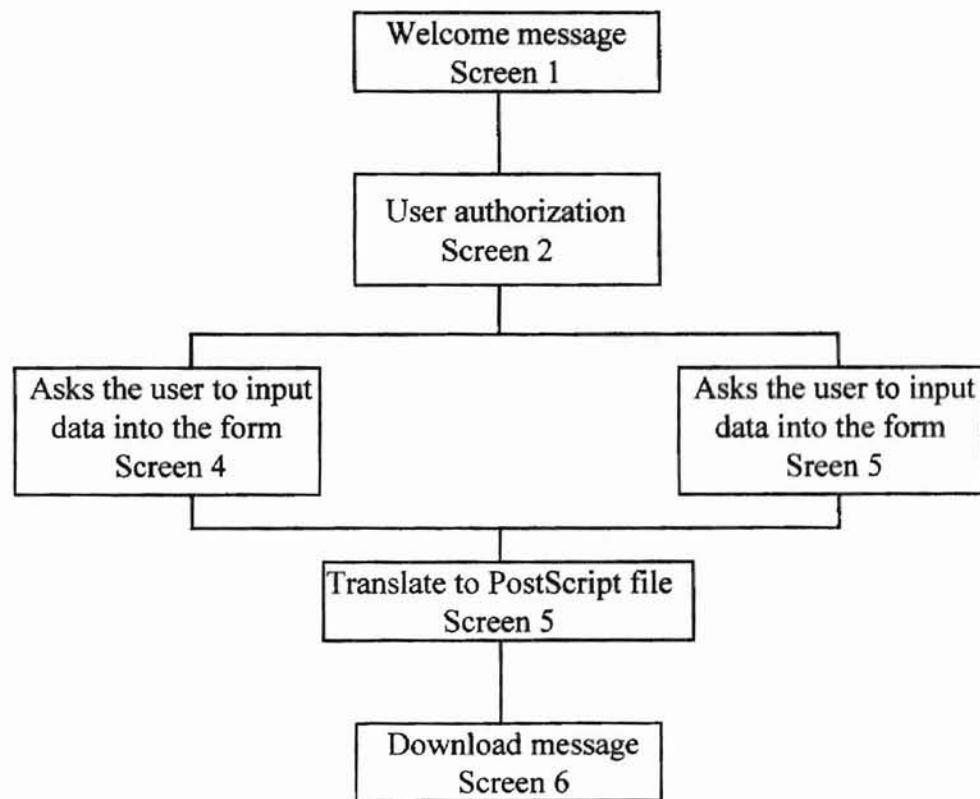 Welcome message
Screen 1
User authorization
Screen 2
Asks the user to input
data into the form
Screen 4
Asks the user to input
data into the form
Sreen 5
Translate to PostScript file
Screen 5
Download message
Screen 6